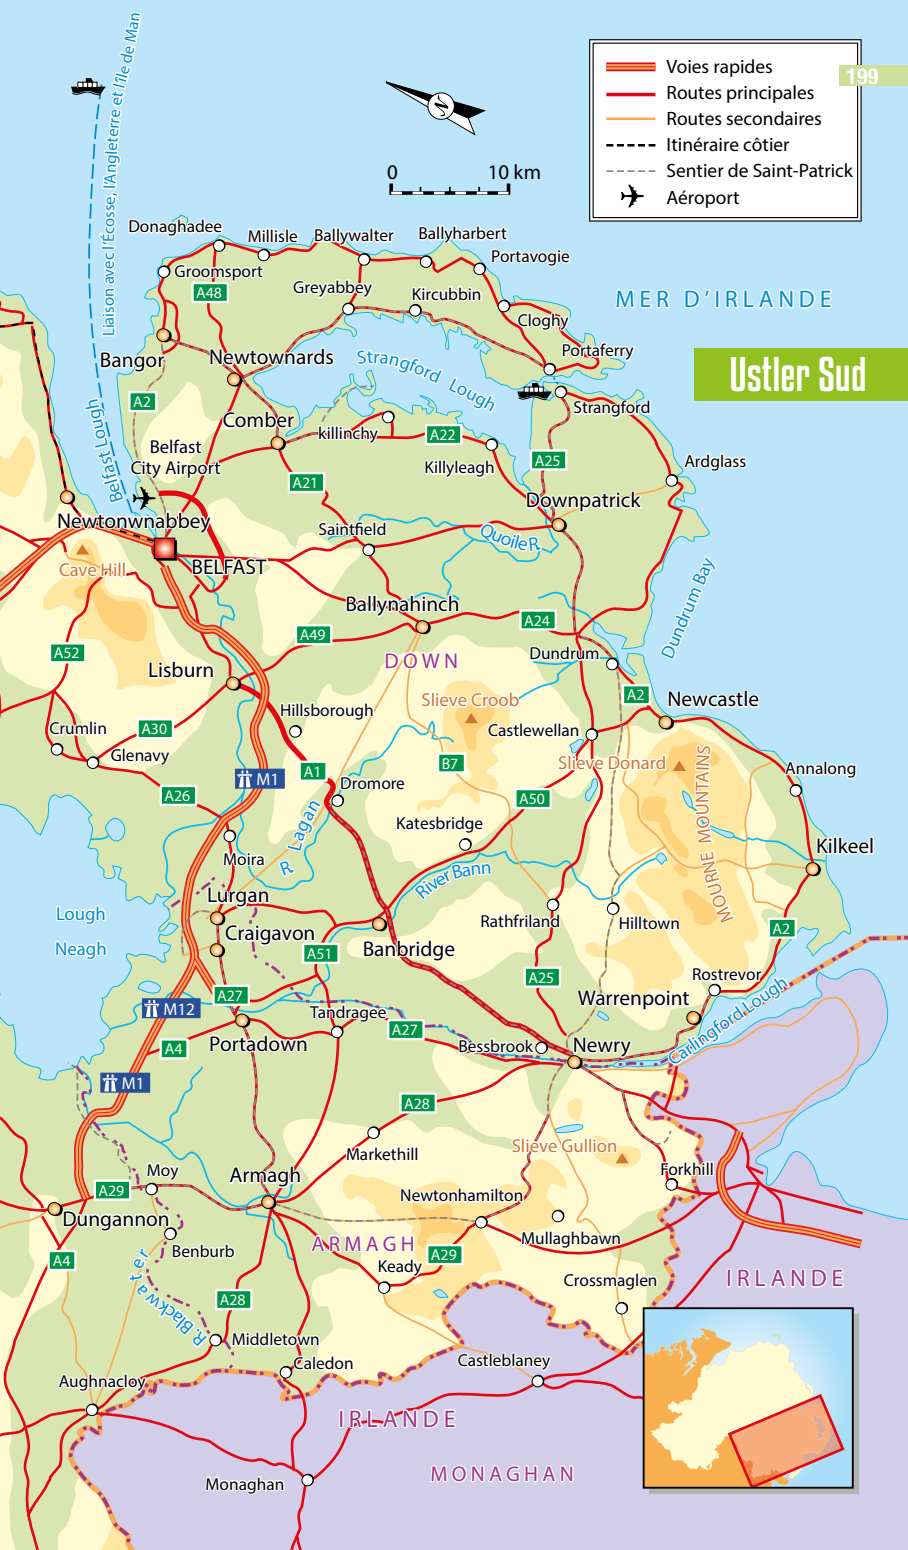 Voies rapides
199
Routes principales
Routes secondaires
Itinéraire côtier
Sentier de Saint-Patrick
Aéroport
Liaison avec l'Écosse, l'Angleterre et l'île de Man
N
0 10 km
Donaghadee
Millisle
Ballywalter
Ballyharbert
Portavogie
Groomsport
A48
Greyabbey
Kircubbin
MER D'IRLANDE
Cloghy
Bangor
Newtownards
Strangford Lough
Portaferry
Ustler Sud
A2
Comber
Strangford
killinchy
A22
Belfast Lough
Belfast
City Airport
Killyleagh
A25
Ardglass
A21
Downpatrick
Newtonwnabbey
Saintfield
Quoile R.
BELFAST
Cave Hill
Dundrum Bay
Ballynahinch
A24
A49
A52
DOWN
Dundrum
Lisburn
A2
Newcastle
Slieve Croob
Hillsborough
Crumlin
A30
Castlewellan
Glenavy
Slieve Donard
B7
Annalong
M1
A1
Dromore
A26
A50
MOURNE MOUNTAINS
R Lagan
Katesbridge
Moira
Kilkeel
River Bann
Lurgan
Lough
Neagh
Rathfriland
Hilltown
Craigavon
A2
Banbridge
A51
A25
Rostrevor
A27
Warrenpoint
M12
Tandragee
Carlingford Lough
A27
Portadown
Bessbrook
Newry
A4
M1
A28
Markethill
Slieve Gullion
Moy
Armagh
Forkhill
A29
Newtonhamilton
Dungannon
Mullaghbawn
Benburb
ARMAGH
A29
A4
Keady
IRLANDE
R. Blackwater
Crossmaglen
A28
Middletown
Caledon
Castleblaney
Aughnacloy
IRLANDE
MONAGHAN
Monaghan